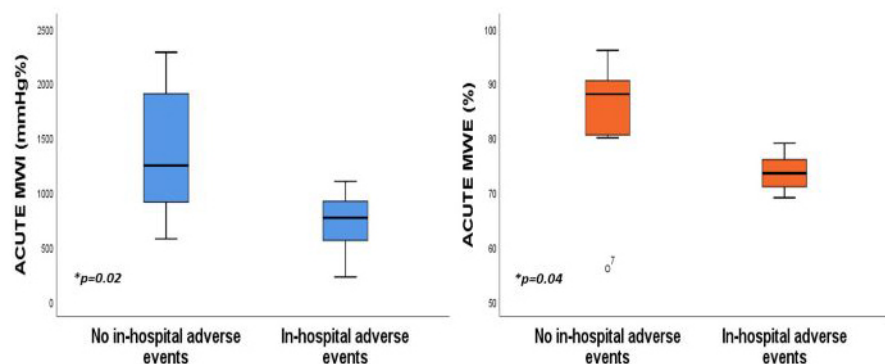 ACUTE MWI (mmHg%)
2500
2000
1500
1000
500
0
*p=0.02
No in-hospital adverse
events
In-hospital adverse
events
ACUTE MWE (%)
100
90
80
70
60
50
7
*p=0.04
No in-hospital adverse
events
In-hospital adverse
events